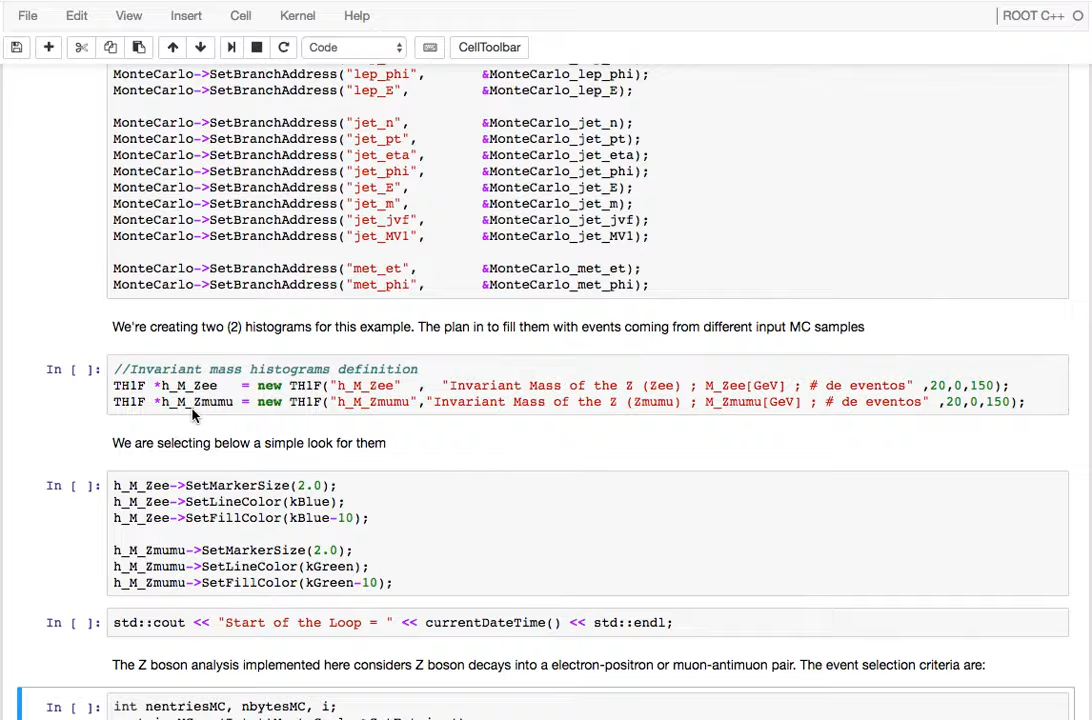 File Edit View Insert Cell Kernel Help ROOT C++
Code CellToolbar
MonteCarlo->SetBranchAddress("lep_phi", &MonteCarlo_lep_phi);
MonteCarlo->SetBranchAddress("lep_E", &MonteCarlo_lep_E);
MonteCarlo->SetBranchAddress("jet_n", &MonteCarlo_jet_n);
MonteCarlo->SetBranchAddress("jet_pt", &MonteCarlo_jet_pt);
MonteCarlo->SetBranchAddress("jet_eta", &MonteCarlo_jet_eta);
MonteCarlo->SetBranchAddress("jet_phi", &MonteCarlo_jet_phi);
MonteCarlo->SetBranchAddress("jet_E", &MonteCarlo_jet_E);
MonteCarlo->SetBranchAddress("jet_m", &MonteCarlo_jet_m);
MonteCarlo->SetBranchAddress("jet_jvf", &MonteCarlo_jet_jvf);
MonteCarlo->SetBranchAddress("jet_MV1", &MonteCarlo_jet_MV1);
MonteCarlo->SetBranchAddress("met_et", &MonteCarlo_met_et);
MonteCarlo->SetBranchAddress("met_phi", &MonteCarlo_met_phi);
We're creating two (2) histograms for this example. The plan in to fill them with events coming from different input MC samples
In [ ]: //Invariant mass histograms definition
TH1F *h_M_Zee = new TH1F("h_M_Zee" , "Invariant Mass of the Z (Zee) ; M_Zee[GeV] ; # de eventos" ,20,0,150);
TH1F *h_M_Zmumu = new TH1F("h_M_Zmumu","Invariant Mass of the Z (Zmumu) ; M_Zmumu[GeV] ; # de eventos" ,20,0,150);
We are selecting below a simple look for them
In [ ]: h_M_Zee->SetMarkerSize(2.0);
h_M_Zee->SetLineColor(kBlue);
h_M_Zee->SetFillColor(kBlue-10);
h_M_Zmumu->SetMarkerSize(2.0);
h_M_Zmumu->SetLineColor(kGreen);
h_M_Zmumu->SetFillColor(kGreen-10);
In [ ]: std::cout << "Start of the Loop = " << currentDateTime() << std::endl;
The Z boson analysis implemented here considers Z boson decays into a electron-positron or muon-antimuon pair. The event selection criteria are:
In [ ]: int nentriesMC, nbytesMC, i;